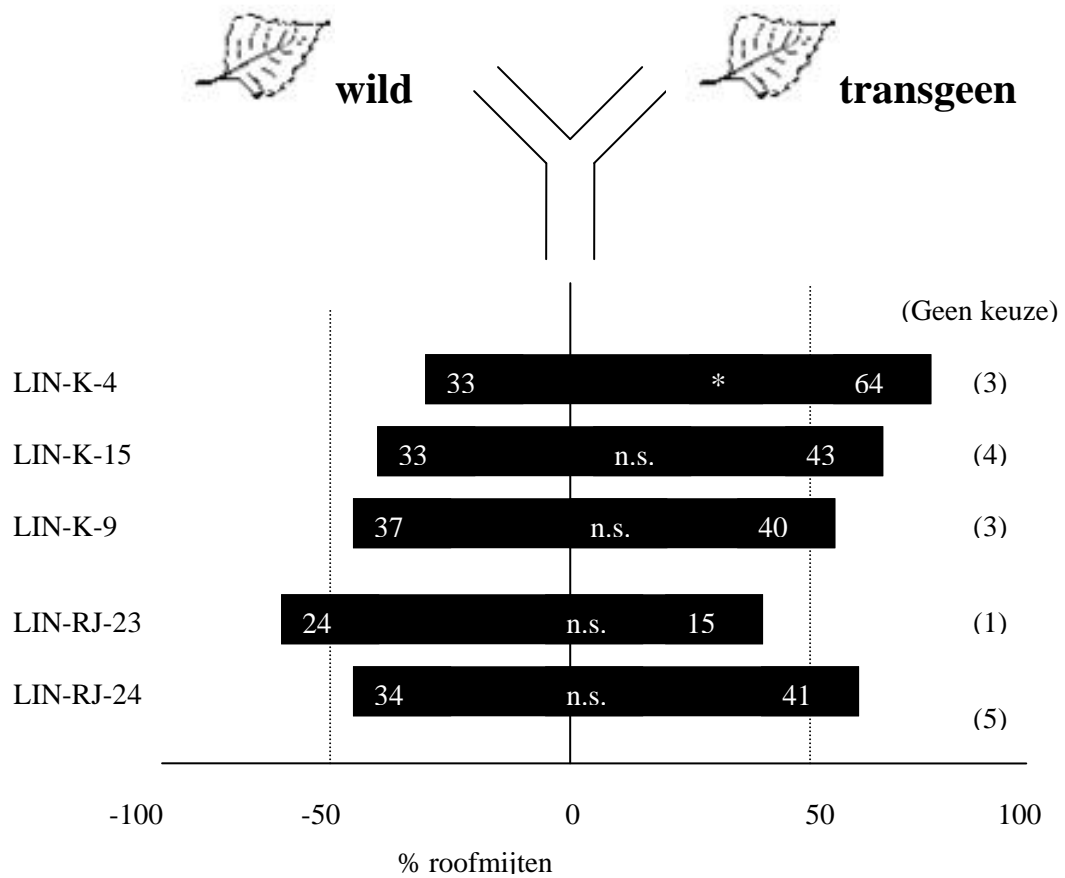 wild transgeen
(Geen keuze)
LIN-K-4 33 * 64 (3)
LIN-K-15 33 n.s. 43 (4)
LIN-K-9 37 n.s. 40 (3)
LIN-RJ-23 24 n.s. 15 (1)
LIN-RJ-24 34 n.s. 41 (5)
-100 -50 0 50 100
% roofmijten